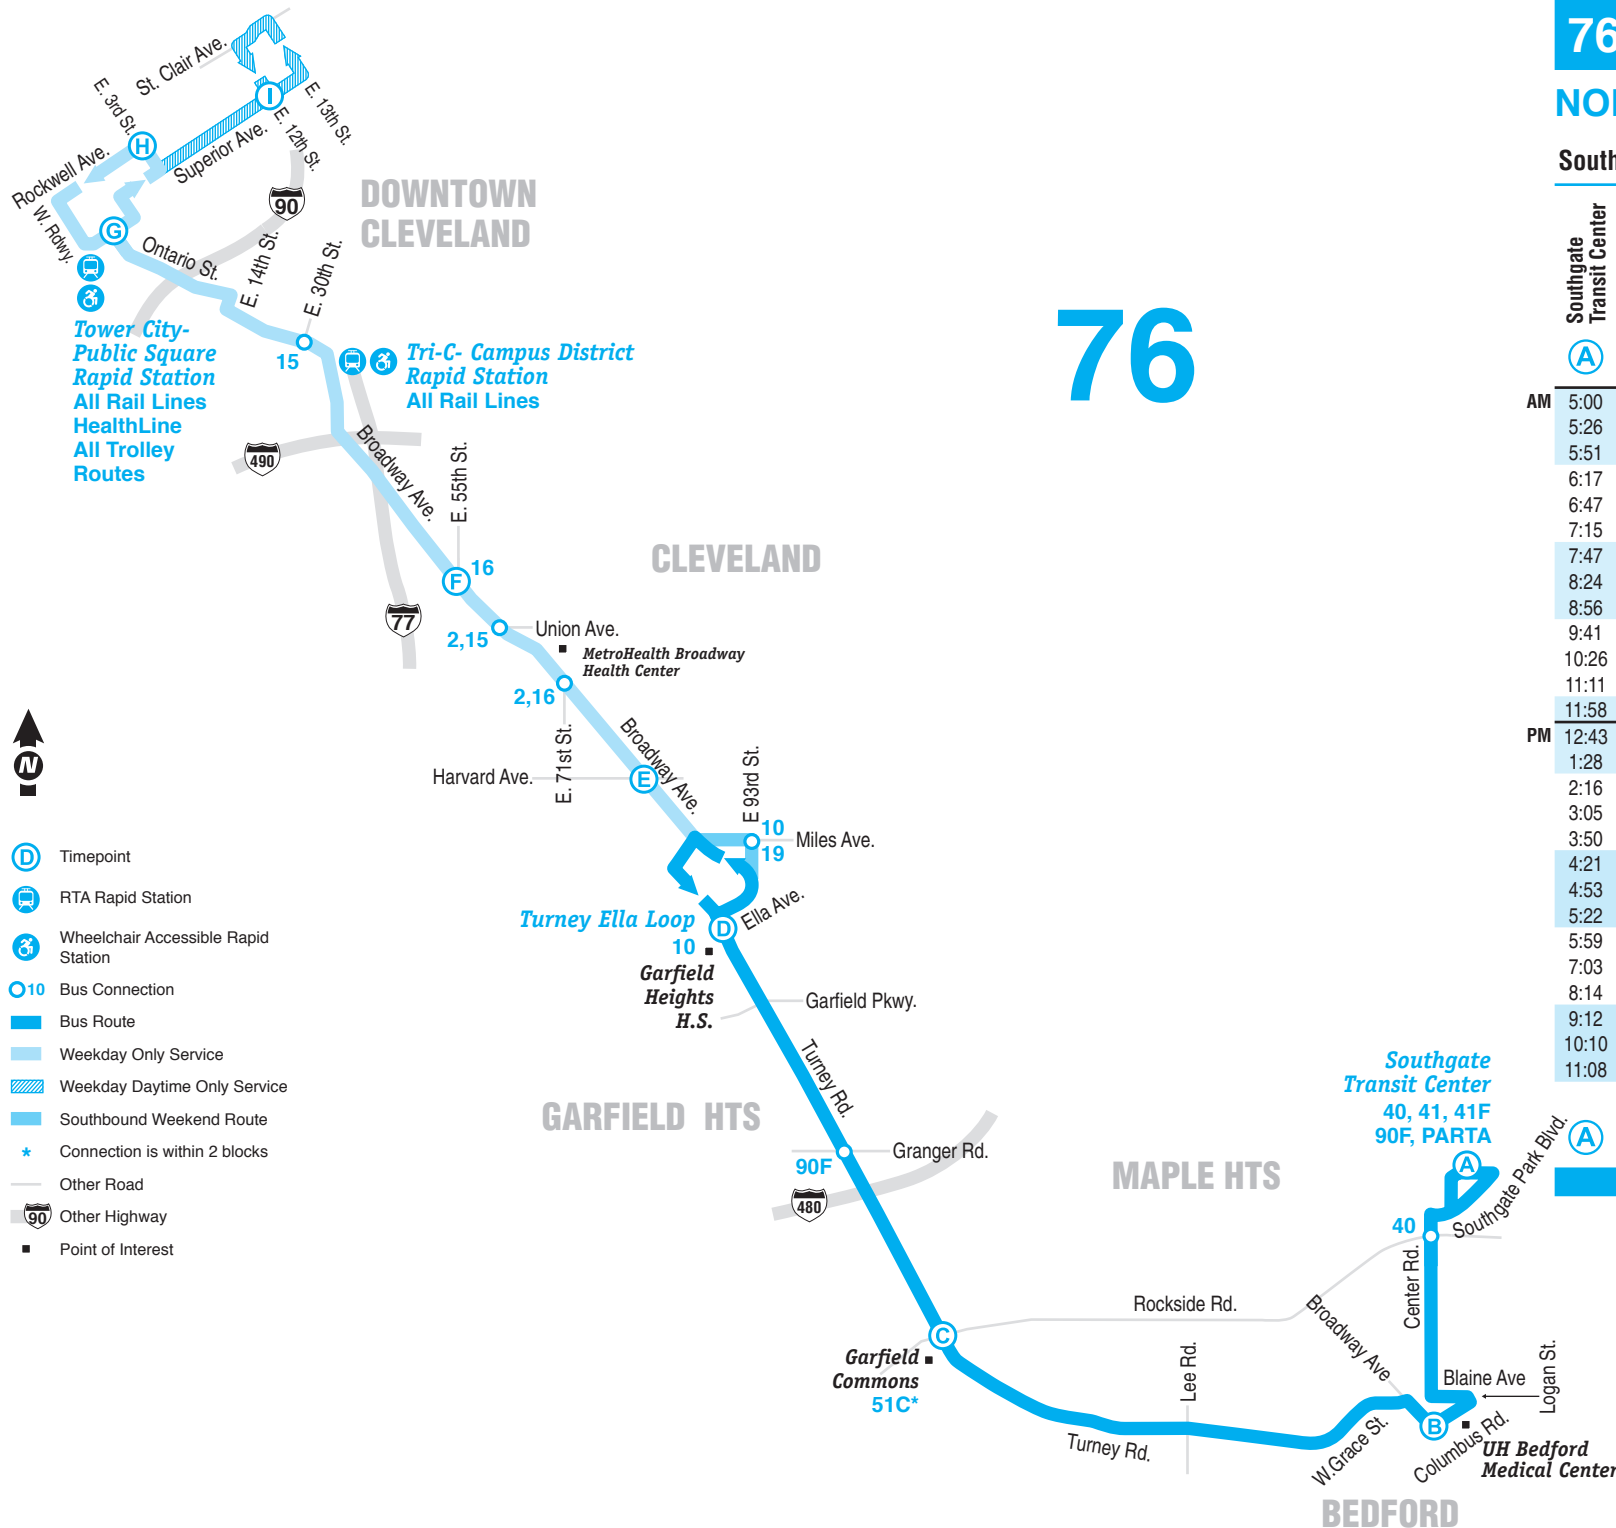 St. Clair Ave.
E. 3rd St.
H
I
E. 13th St.
E. 12th St.
Superior Ave.
Rockwell Ave.
W. Rdwy.
G
90
DOWNTOWN
CLEVELAND
Ontario St.
E. 14th St.
E. 30th St.
Tower City-
Public Square
Rapid Station
All Rail Lines
HealthLine
All Trolley
Routes
15
Tri-C- Campus District
Rapid Station
All Rail Lines
76
490
Broadway Ave.
E. 55th St.
CLEVELAND
F
16
77
2,15
Union Ave.
MetroHealth Broadway
Health Center
2,16
E. 71st St.
Broadway Ave.
Harvard Ave.
E
E 93rd St.
10
19
Miles Ave.
Turney Ella Loop
10
D
Ella Ave.
Garfield
Heights
H.S.
Garfield Pkwy.
Turney Rd.
GARFIELD HTS
90F
Granger Rd.
480
MAPLE HTS
Southgate
Transit Center
40, 41, 41F
90F, PARTA
A
Southgate Park Blvd.
40
Center Rd.
Rockside Rd.
Broadway Ave
C
Garfield
Commons
51C*
Lee Rd.
Turney Rd.
W.Grace St.
Blaine Ave
Logan St.
B
Columbus Rd.
UH Bedford
Medical Center
BEDFORD
N
D Timepoint
RTA Rapid Station
Wheelchair Accessible Rapid
Station
10 Bus Connection
Bus Route
Weekday Only Service
Weekday Daytime Only Service
Southbound Weekend Route
* Connection is within 2 blocks
Other Road
90 Other Highway
Point of Interest
76
South
Southgate
Transit Center
A
AM 5:00
5:26
5:51
6:17
6:47
7:15
7:47
8:24
8:56
9:41
10:26
11:11
11:58
PM 12:43
1:28
2:16
3:05
3:50
4:21
4:53
5:22
5:59
7:03
8:14
9:12
10:10
11:08
A